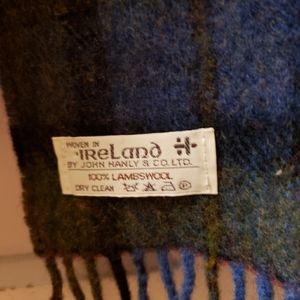 WOVEN IN
IRELAND
BY JOHN HANLY & CO. LTD.
100% LAMBSWOOL
DRY CLEAN